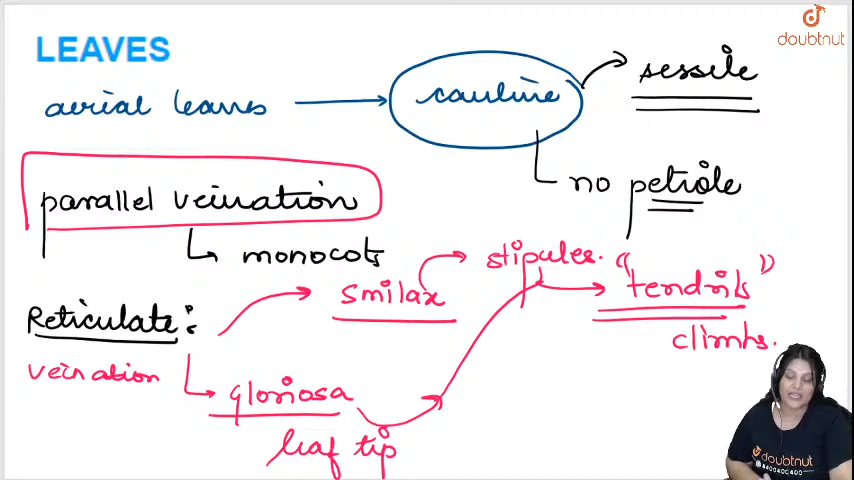 doubtnut
LEAVES
sessile
aerial leaves
cauline
no petiole
parallel veination
monocots
stipules. "tendrils"
Smilax
climbs.
Reticulate:
veination
gloriosa
leaf tip
doubtnut